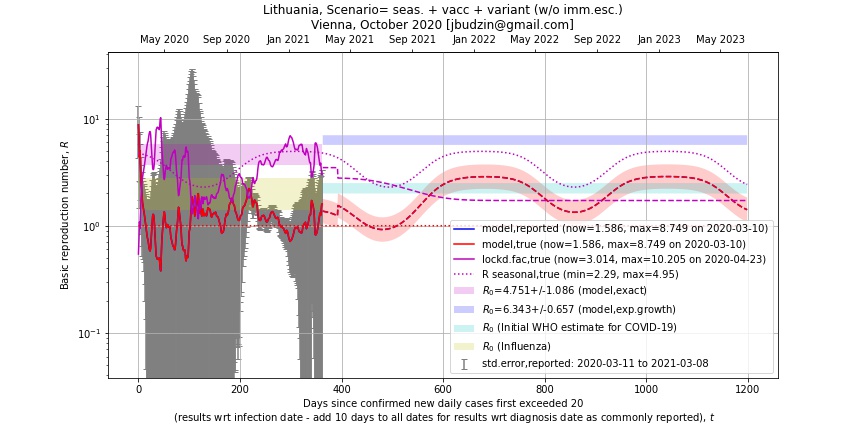 Lithuania, Scenario= seas. + vacc + variant (w/o imm.esc.)
Vienna, October 2020 [jbudzin@gmail.com]
May 2020 Sep 2020 Jan 2021 May 2021 Sep 2021 Jan 2022 May 2022 Sep 2022 Jan 2023 May 2023
Basic reproduction number, R
10¹
10⁰
10⁻¹
model,reported (now=1.586, max=8.749 on 2020-03-10)
model,true (now=1.586, max=8.749 on 2020-03-10)
lockd.fac,true (now=3.014, max=10.205 on 2020-04-23)
R seasonal,true (min=2.29, max=4.95)
R₀=4.751+/-1.086 (model,exact)
R₀=6.343+/-0.657 (model,exp.growth)
R₀ (Initial WHO estimate for COVID-19)
R₀ (Influenza)
std.error,reported: 2020-03-11 to 2021-03-08
0 200 400 600 800 1000 1200
Days since confirmed new daily cases first exceeded 20
(results wrt infection date - add 10 days to all dates for results wrt diagnosis date as commonly reported), t